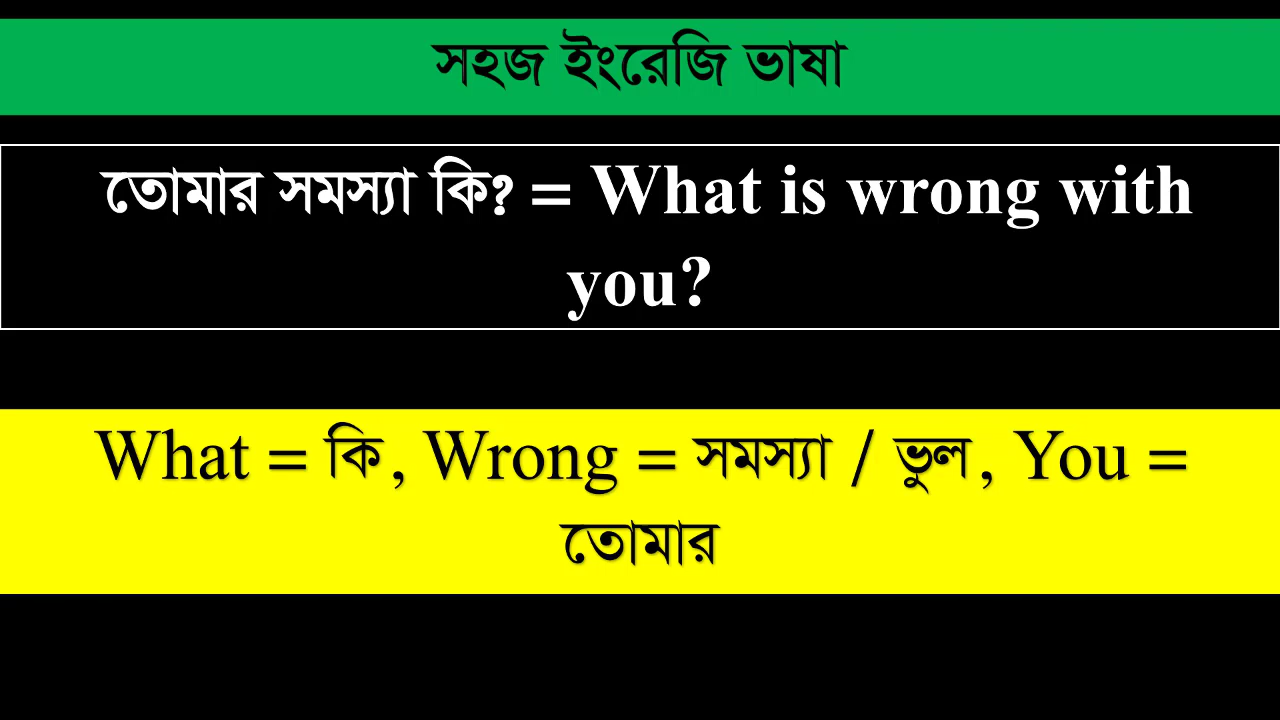 সহজ ইংরেজি ভাষা
তোমার সমস্যা কি? = What is wrong with
you?
What = কি, Wrong = সমস্যা / ভুল, You =
তোমার